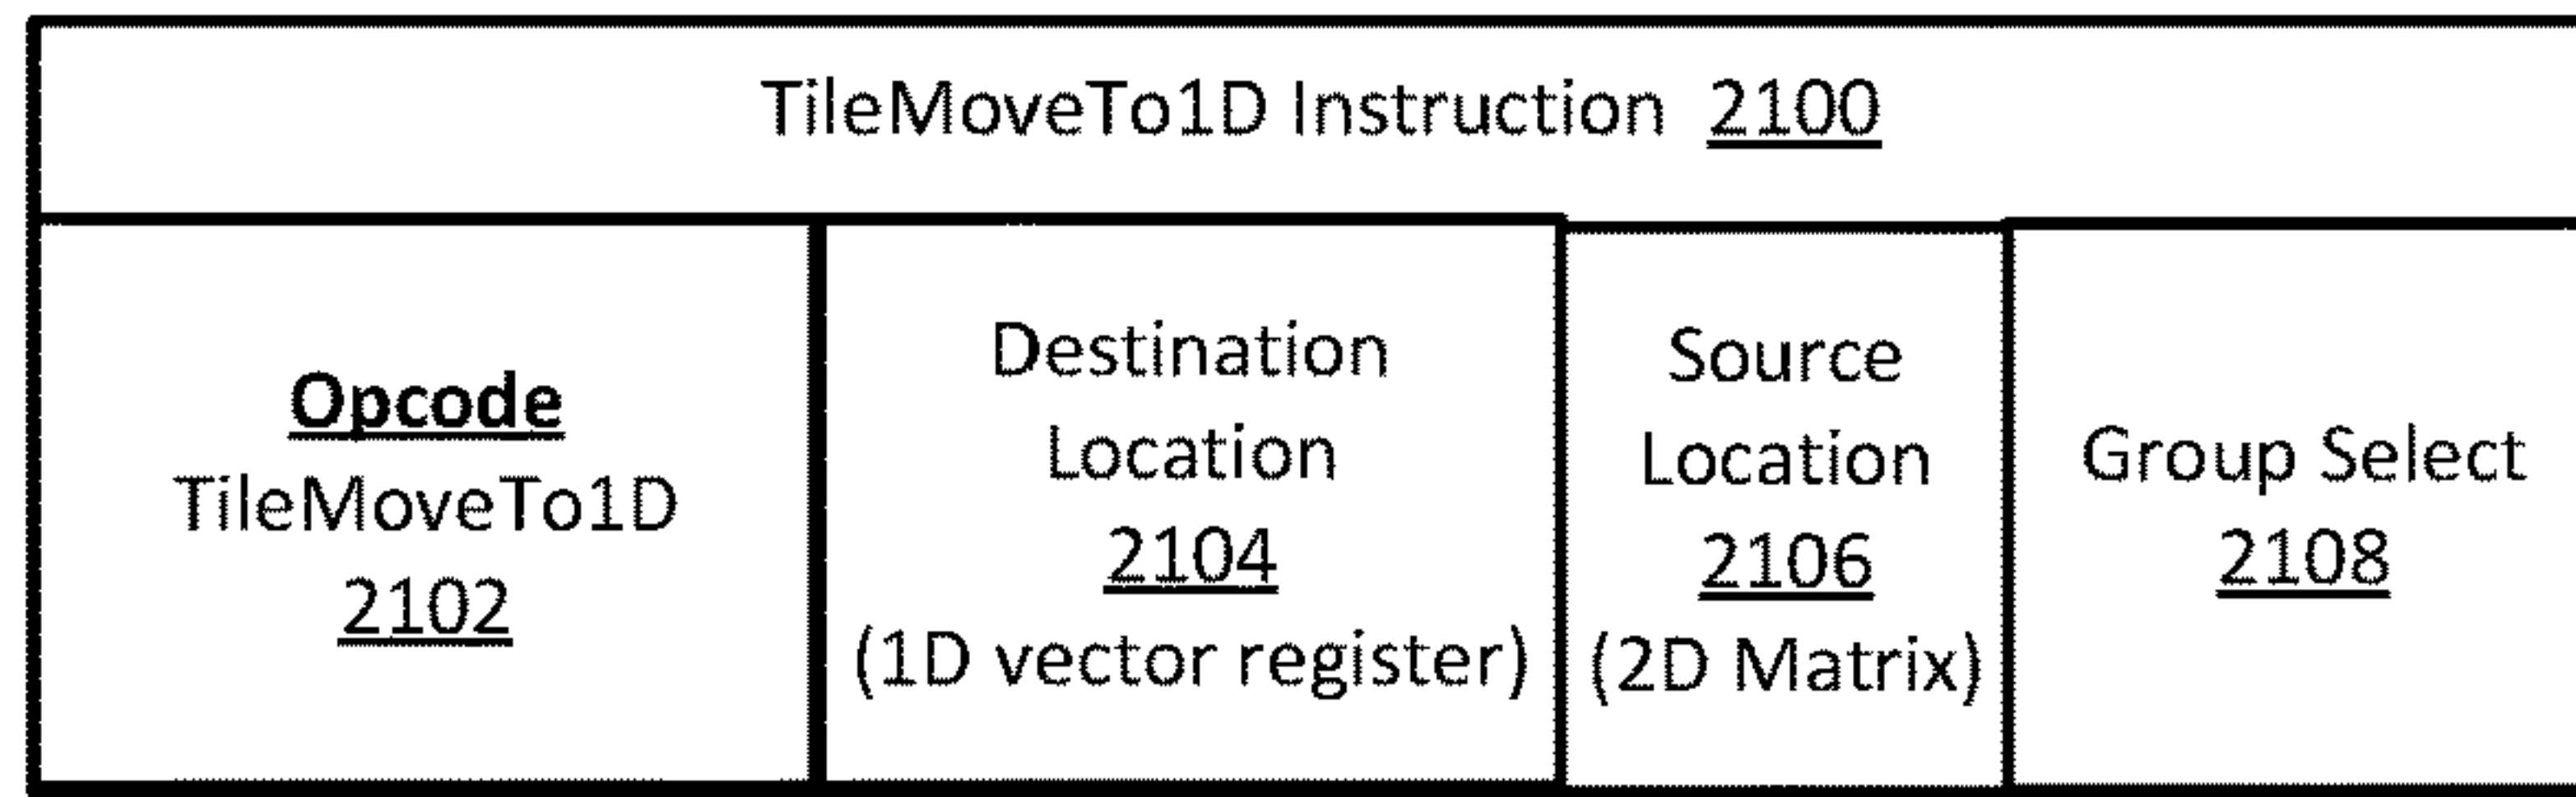 TileMoveTo1D Instruction 2100
Opcode
TileMoveTo1D
2102
Destination
Location
2104
(1D vector register)
Source
Location
2106
(2D Matrix)
Group Select
2108